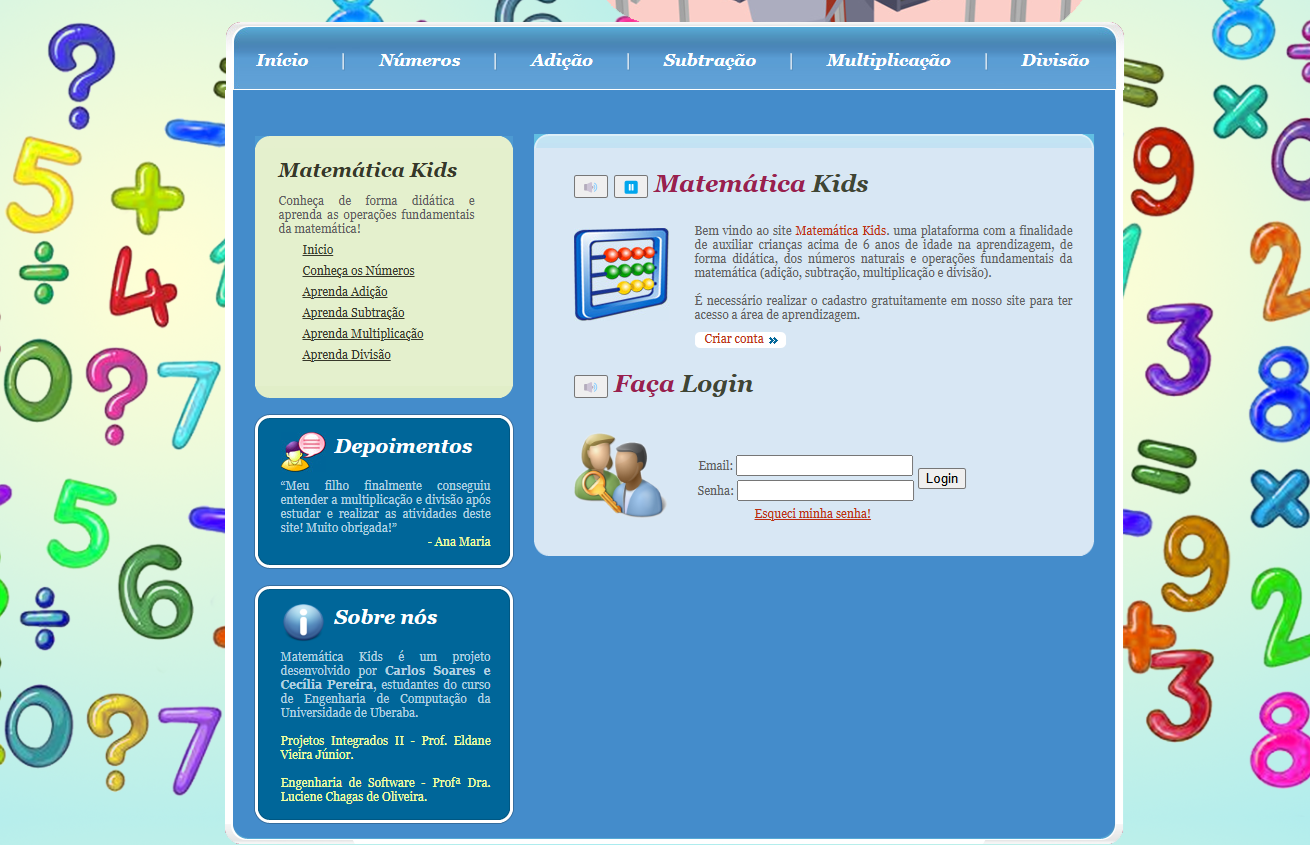 Início | Números | Adição | Subtração | Multiplicação | Divisão
Matemática Kids
Conheça de forma didática e
aprenda as operações fundamentais
da matemática!
Inicio
Conheça os Números
Aprenda Adição
Aprenda Subtração
Aprenda Multiplicação
Aprenda Divisão
Depoimentos
“Meu filho finalmente conseguiu
entender a multiplicação e divisão após
estudar e realizar as atividades deste
site! Muito obrigada!”
- Ana Maria
Sobre nós
Matemática Kids é um projeto
desenvolvido por Carlos Soares e
Cecília Pereira, estudantes do curso
de Engenharia de Computação da
Universidade de Uberaba.
Projetos Integrados II - Prof. Eldane
Vieira Júnior.
Engenharia de Software - Profª Dra.
Luciene Chagas de Oliveira.
Matemática Kids
Bem vindo ao site Matemática Kids. uma plataforma com a finalidade
de auxiliar crianças acima de 6 anos de idade na aprendizagem, de
forma didática, dos números naturais e operações fundamentais da
matemática (adição, subtração, multiplicação e divisão).
É necessário realizar o cadastro gratuitamente em nosso site para ter
acesso a área de aprendizagem.
Criar conta »
Faça Login
Email:
Senha:
Login
Esqueci minha senha!